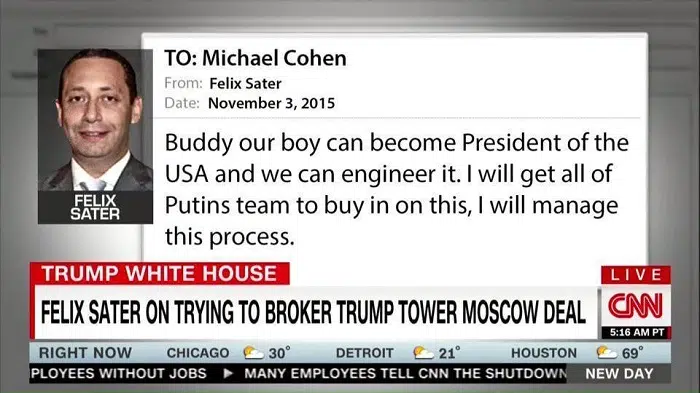 TO: Michael Cohen
From: Felix Sater
Date: November 3, 2015
Buddy our boy can become President of the
USA and we can engineer it. I will get all of
Putins team to buy in on this, I will manage
this process.
FELIX
SATER
TRUMP WHITE HOUSE
LIVE
FELIX SATER ON TRYING TO BROKER TRUMP TOWER MOSCOW DEAL
CNN
5:16 AM PT
RIGHT NOW CHICAGO 30° DETROIT 21° HOUSTON 69°
PLOYEES WITHOUT JOBS ▶ MANY EMPLOYEES TELL CNN THE SHUTDOWN NEW DAY